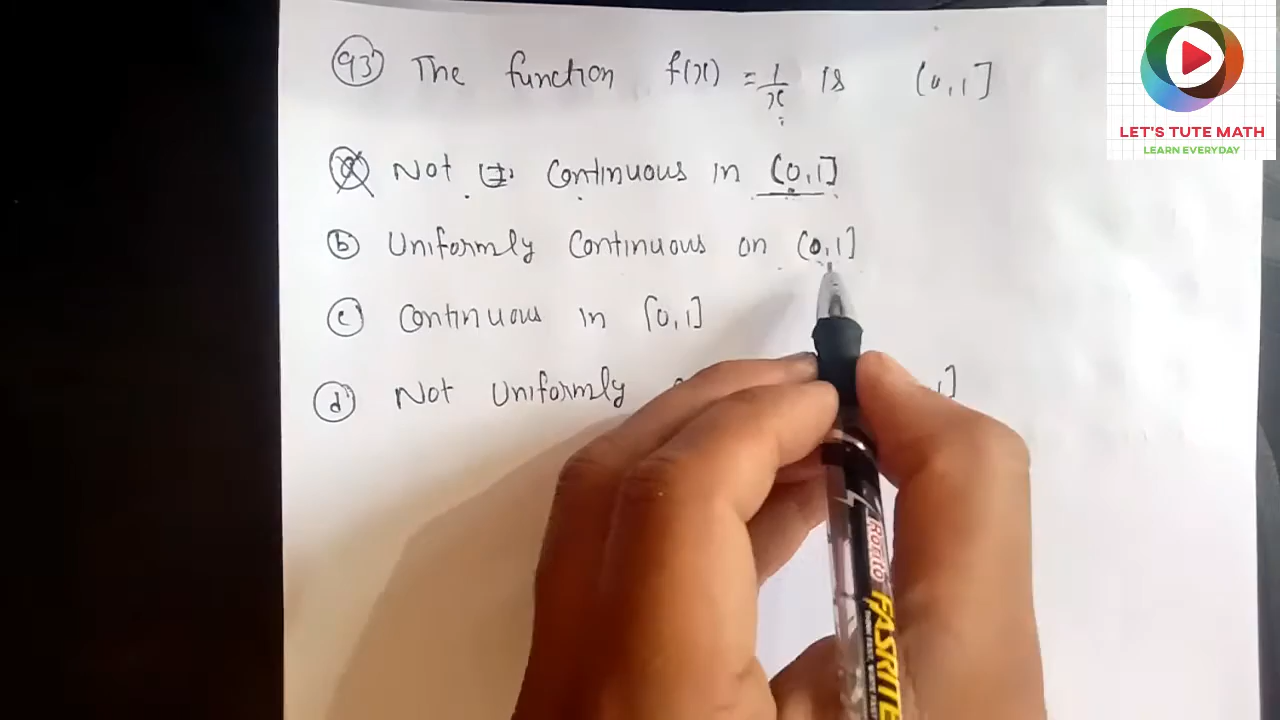 93 The function f(x) = 1/x is (0,1]
a Not continuous in (0,1]
b Uniformly continuous on (0,1]
c continuous in [0,1]
d Not uniformly ,1]
LET'S TUTE MATH
LEARN EVERYDAY
Rorito
FASRITE